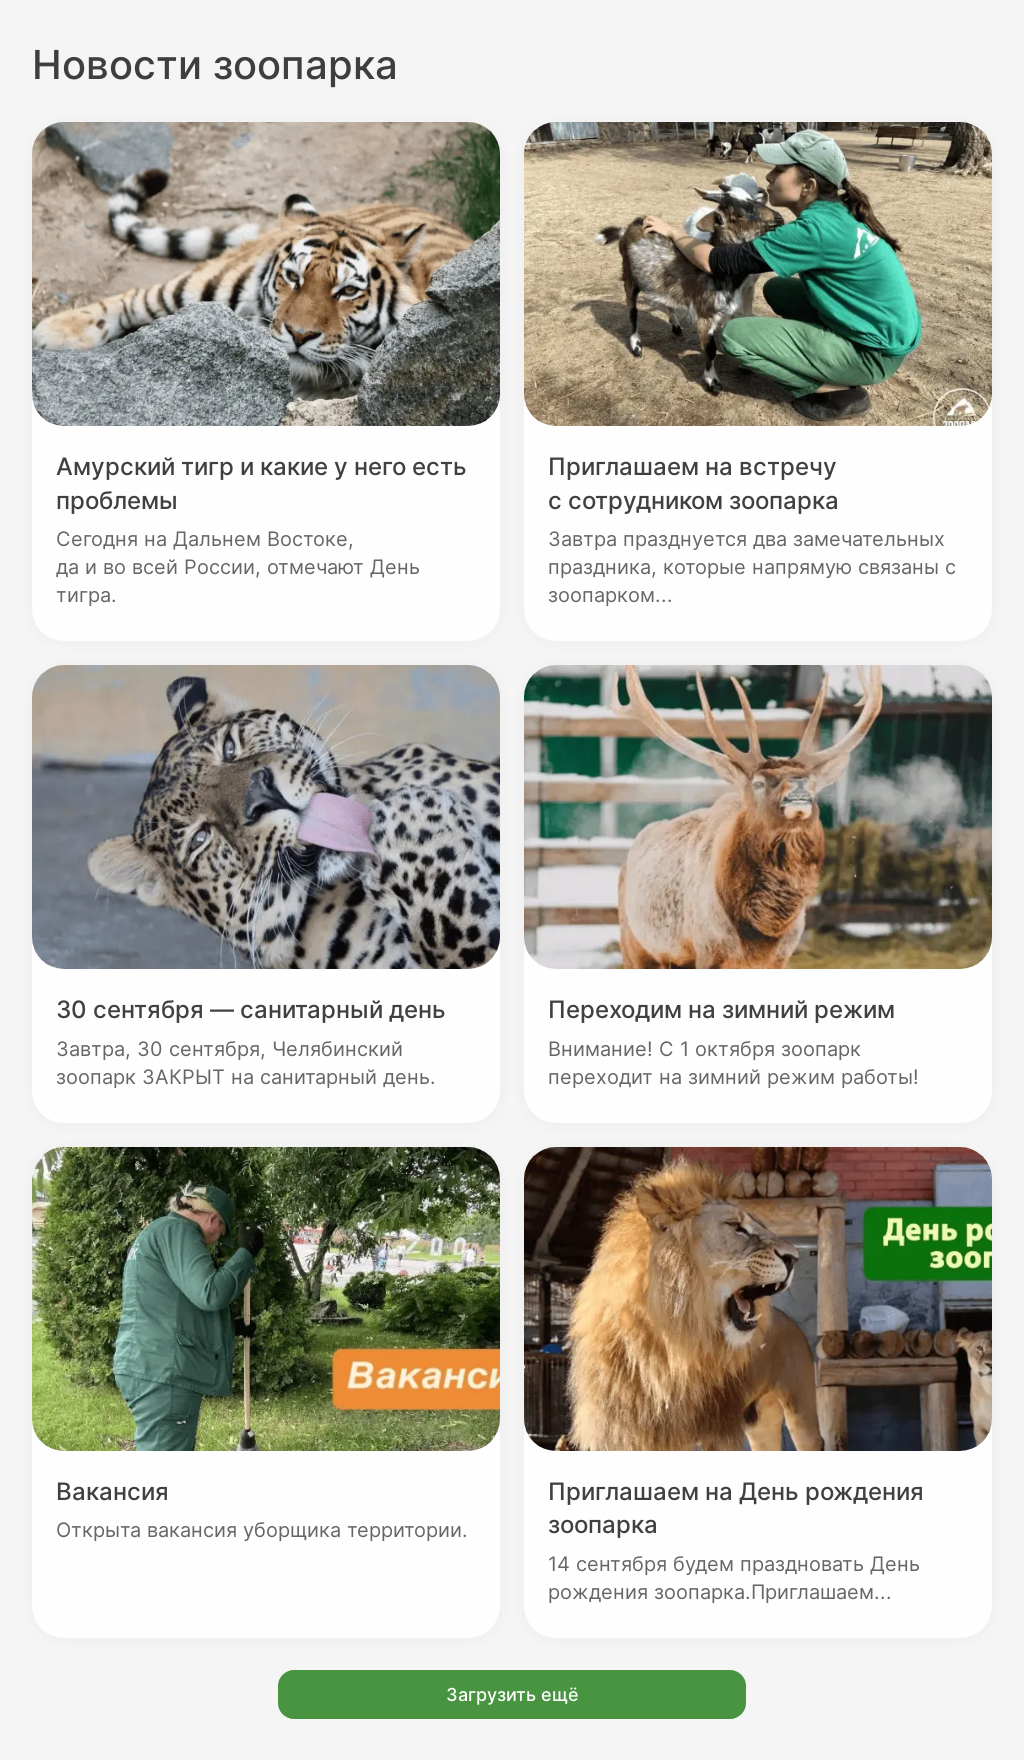 Новости зоопарка
Амурский тигр и какие у него есть
проблемы
Сегодня на Дальнем Востоке,
да и во всей России, отмечают День
тигра.
Приглашаем на встречу
с сотрудником зоопарка
Завтра празднуется два замечательных
праздника, которые напрямую связаны с
зоопарком...
30 сентября — санитарный день
Завтра, 30 сентября, Челябинский
зоопарк ЗАКРЫТ на санитарный день.
Переходим на зимний режим
Внимание! С 1 октября зоопарк
переходит на зимний режим работы!
Ваканси
Вакансия
Открыта вакансия уборщика территории.
День ро
зооп
Приглашаем на День рождения
зоопарка
14 сентября будем праздновать День
рождения зоопарка.Приглашаем...
Загрузить ещё